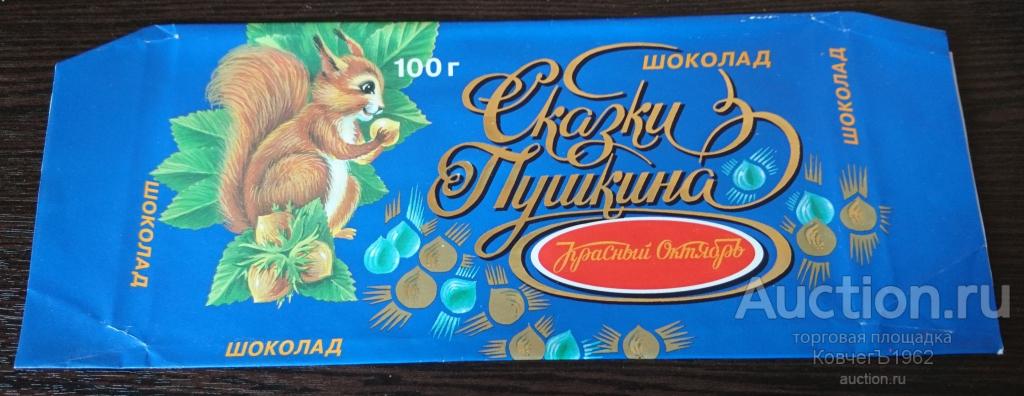 100 г
ШОКОЛАД
ШОКОЛАД
Сказки
Пушкина
Красный Октябрь
ШОКОЛАД
ШОКОЛАД
Auction.ru
торговая площадка
КовчегЪ1962
auction.ru